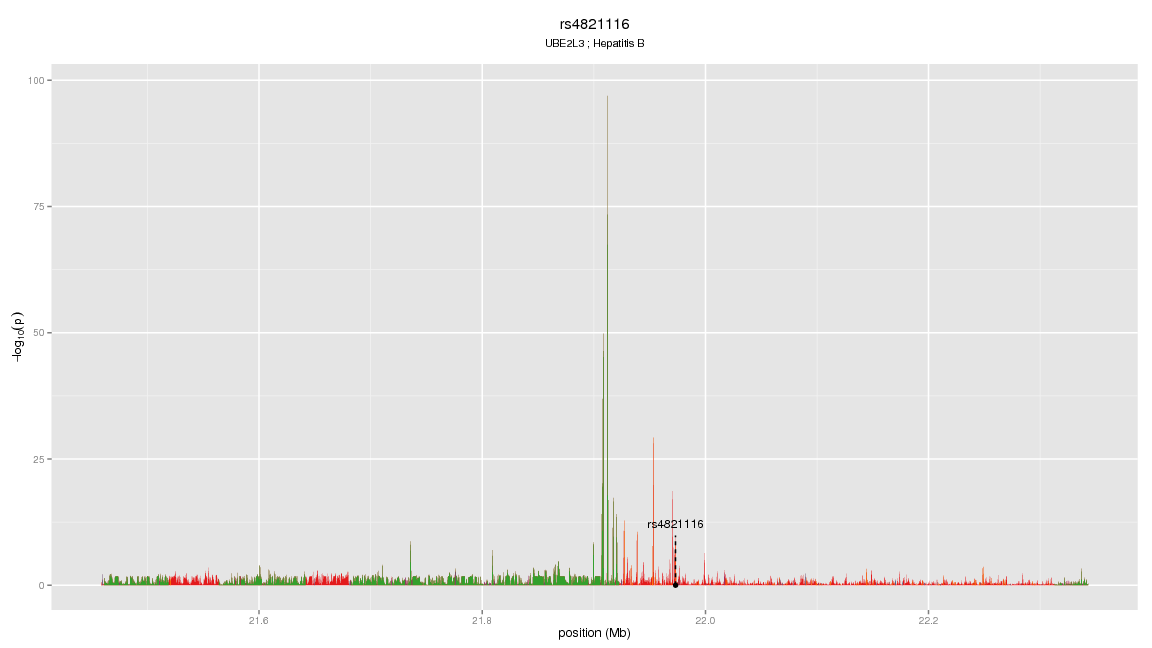 rs4821116
UBE2L3 ; Hepatitis B
100
75
50
25
0
−log10(p)
rs4821116
21.6
21.8
22.0
22.2
position (Mb)